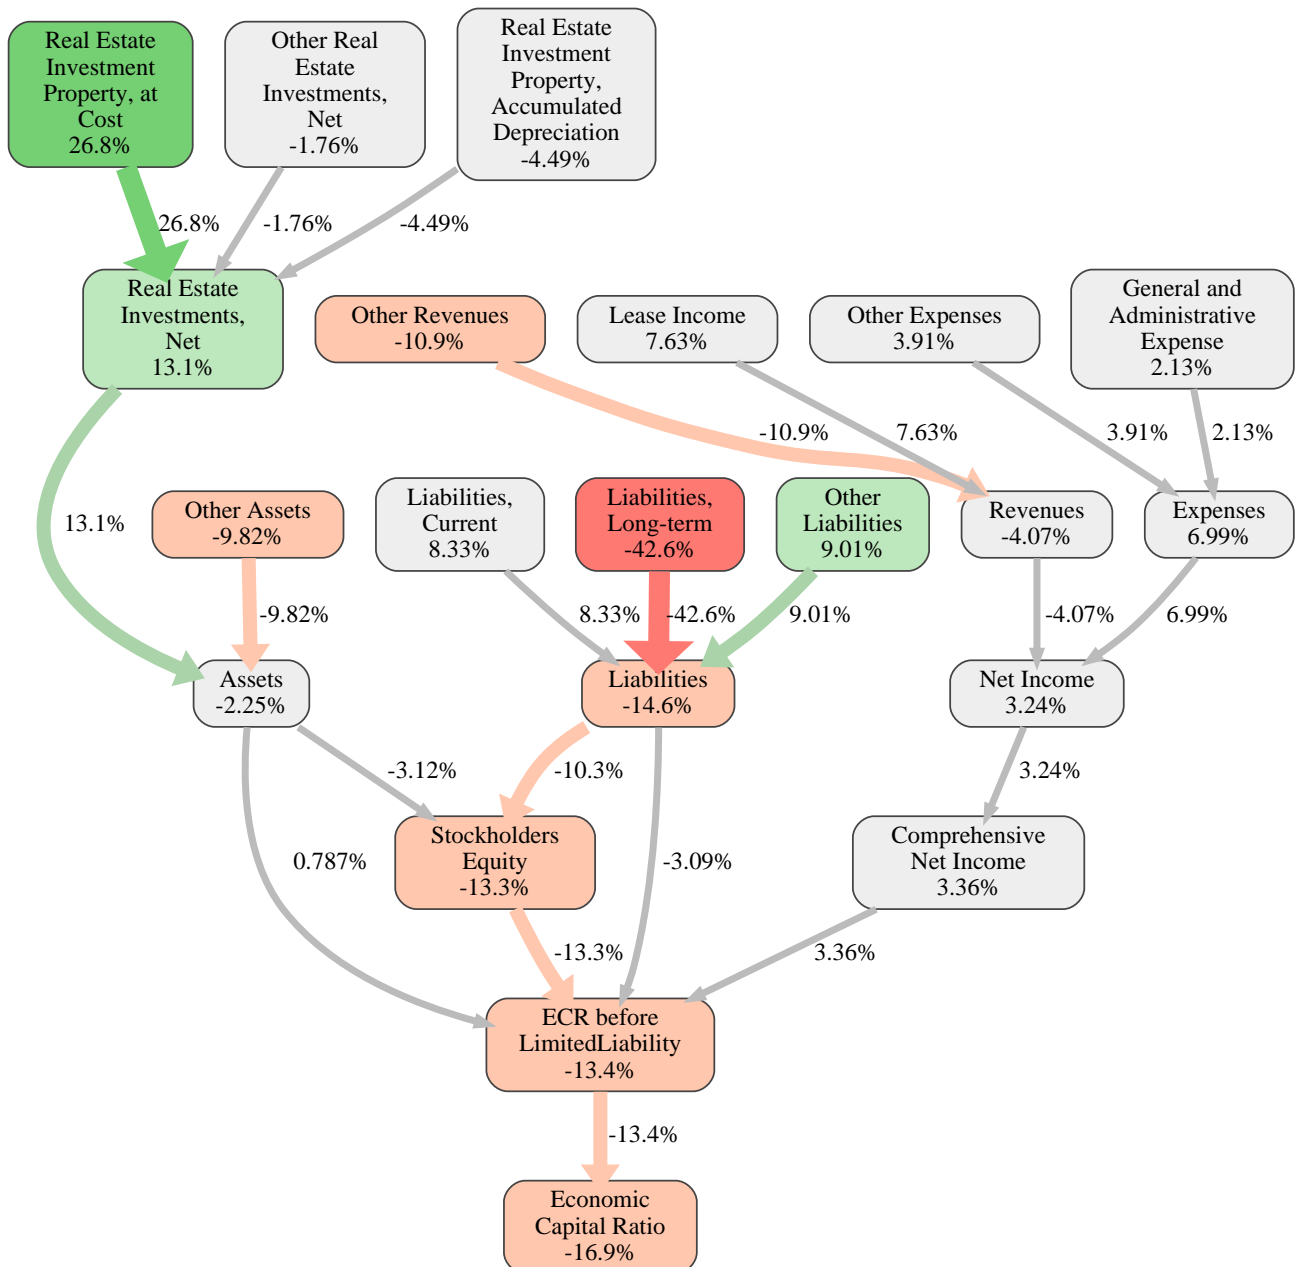 Real Estate
Investment
Property, at
Cost
26.8%
Other Real
Estate
Investments,
Net
-1.76%
Real Estate
Investment
Property,
Accumulated
Depreciation
-4.49%
26.8%
-1.76%
-4.49%
Real Estate
Investments,
Net
13.1%
Other Revenues
-10.9%
Lease Income
7.63%
Other Expenses
3.91%
General and
Administrative
Expense
2.13%
-10.9%
7.63%
3.91%
2.13%
13.1%
Other Assets
-9.82%
Liabilities,
Current
8.33%
Liabilities,
Long-term
-42.6%
Other
Liabilities
9.01%
Revenues
-4.07%
Expenses
6.99%
-9.82%
8.33%
-42.6%
9.01%
-4.07%
6.99%
Assets
-2.25%
Liabilities
-14.6%
Net Income
3.24%
-3.12%
-10.3%
3.24%
Stockholders
Equity
-13.3%
Comprehensive
Net Income
3.36%
0.787%
-3.09%
-13.3%
3.36%
ECR before
LimitedLiability
-13.4%
-13.4%
Economic
Capital Ratio
-16.9%